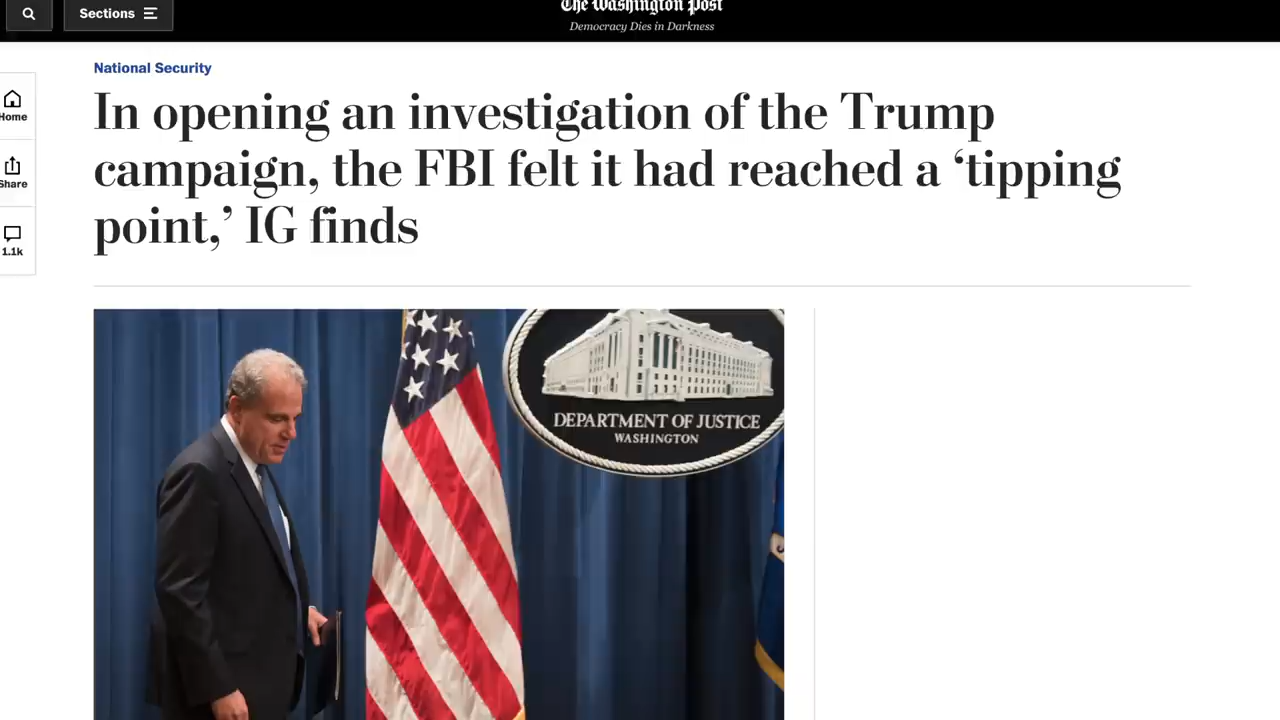 Sections
The Washington Post
Democracy Dies in Darkness
National Security
In opening an investigation of the Trump
campaign, the FBI felt it had reached a ‘tipping
point,’ IG finds
Home
Share
1.1k
DEPARTMENT OF JUSTICE
WASHINGTON